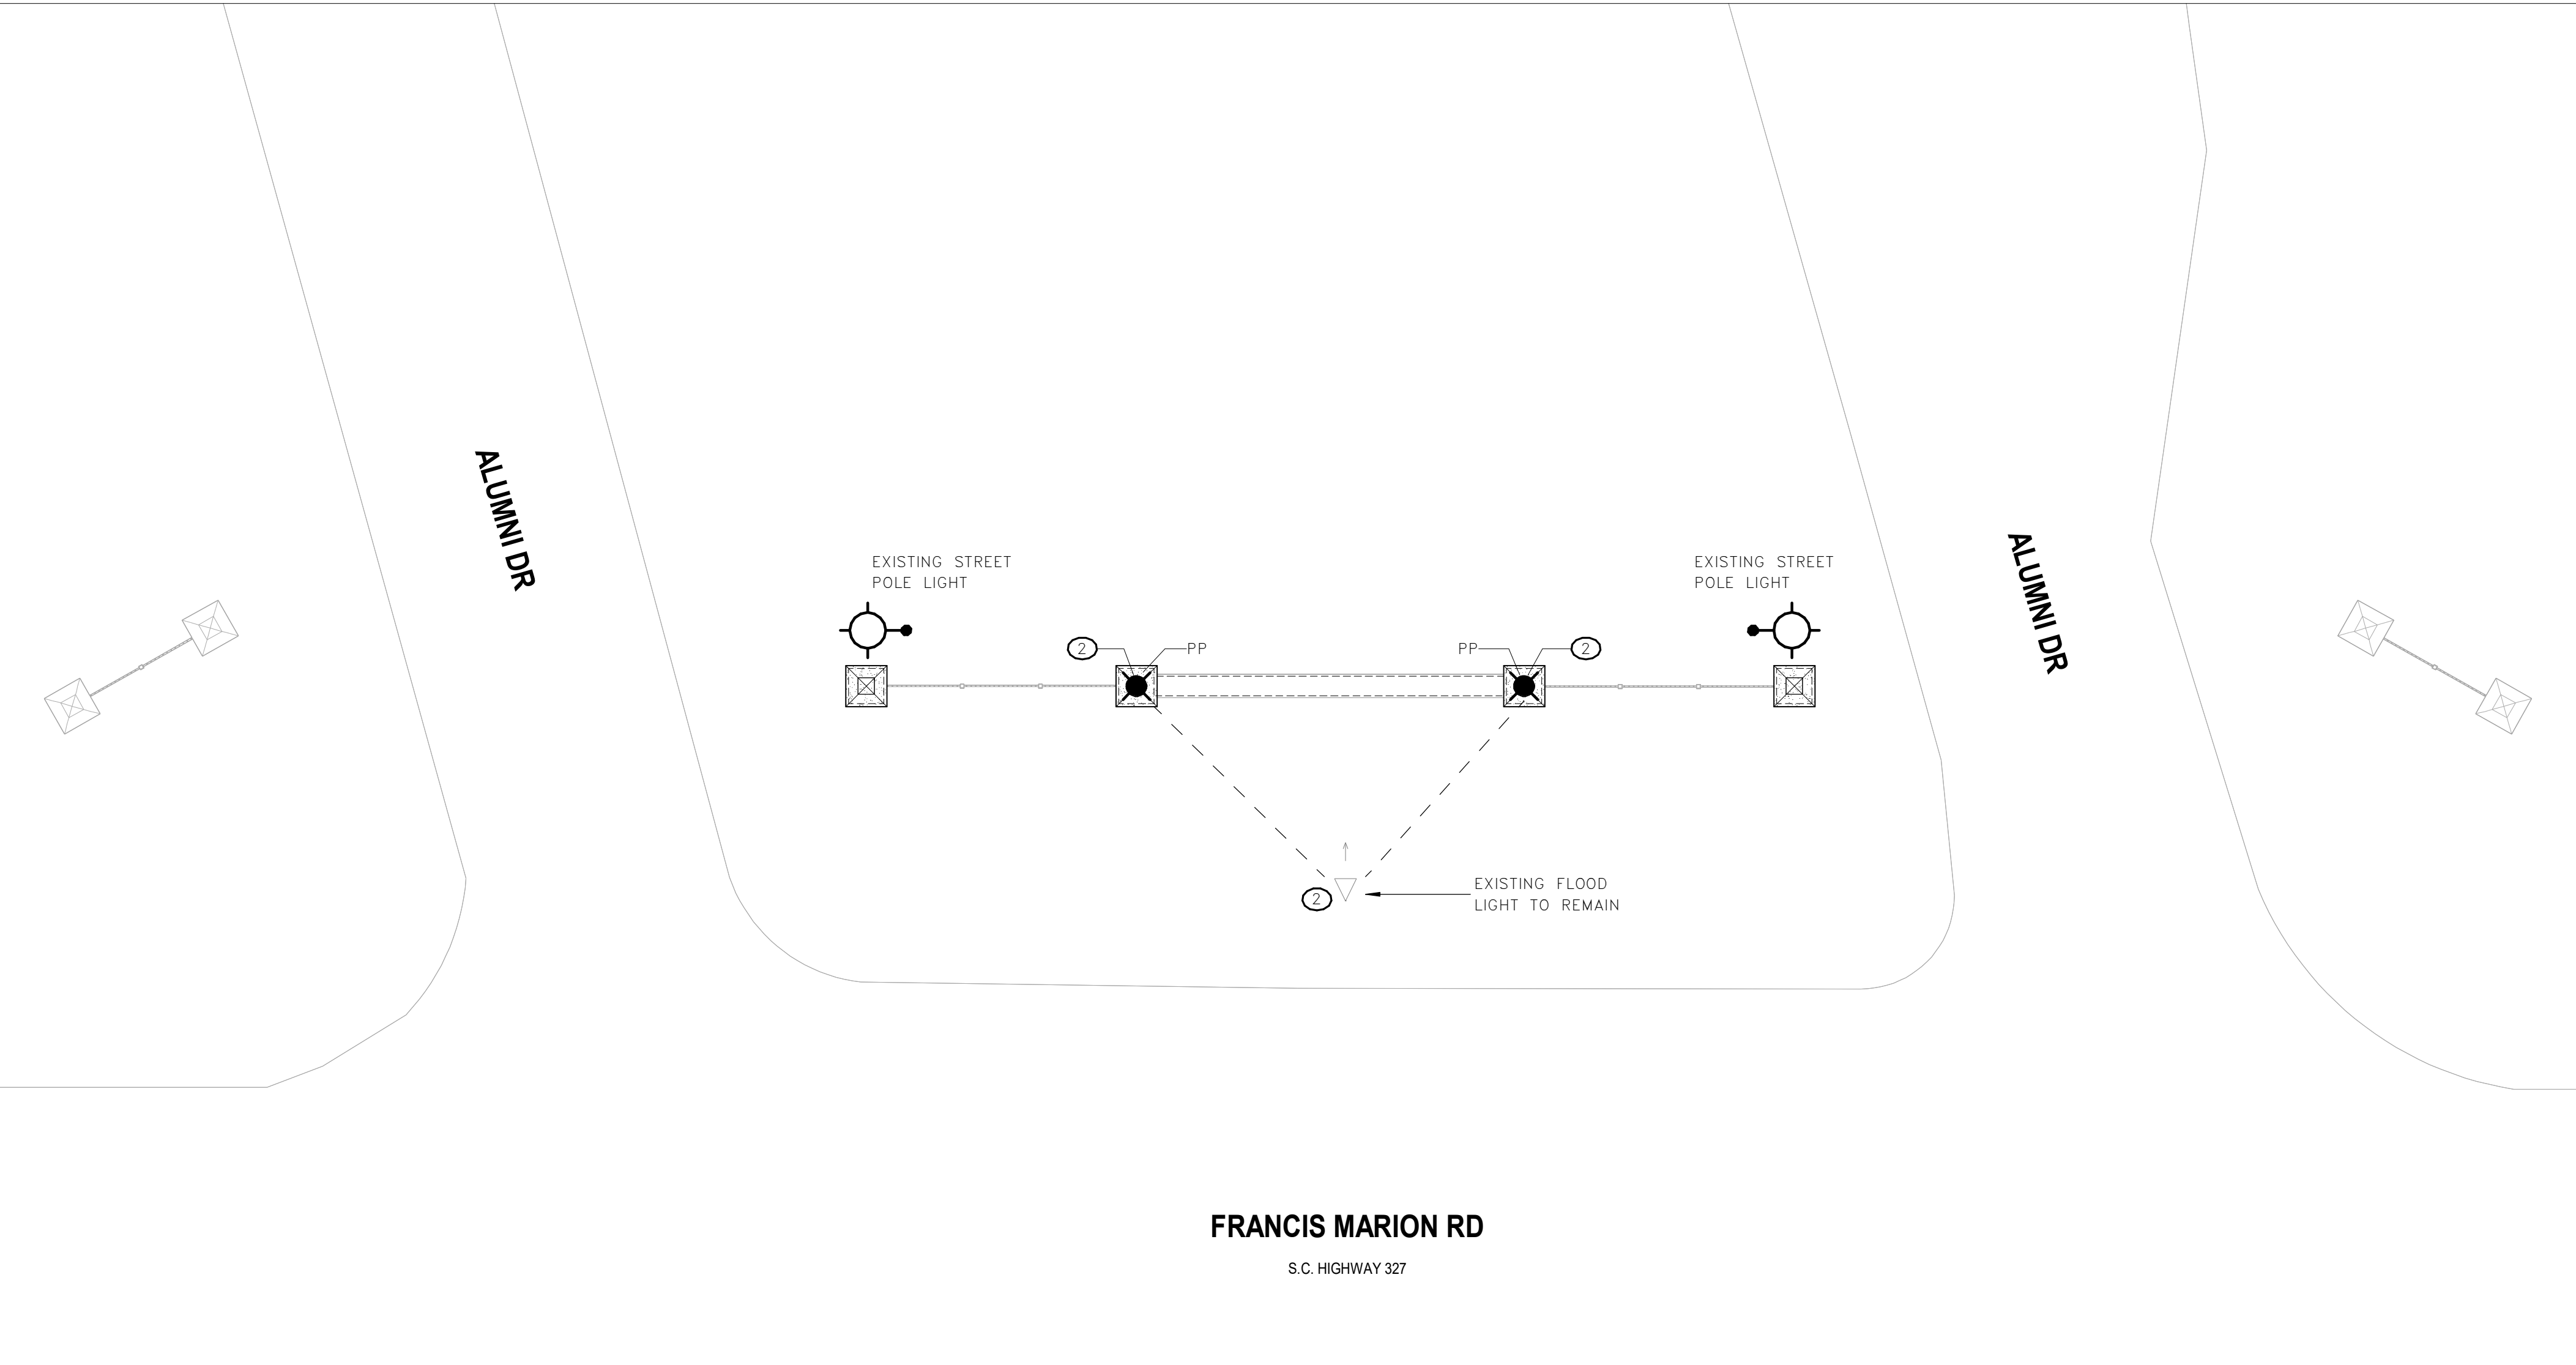 ALUMNI DR
ALUMNI DR
EXISTING STREET
POLE LIGHT
EXISTING STREET
POLE LIGHT
2
PP
PP
2
2
EXISTING FLOOD
LIGHT TO REMAIN
FRANCIS MARION RD
S.C. HIGHWAY 327